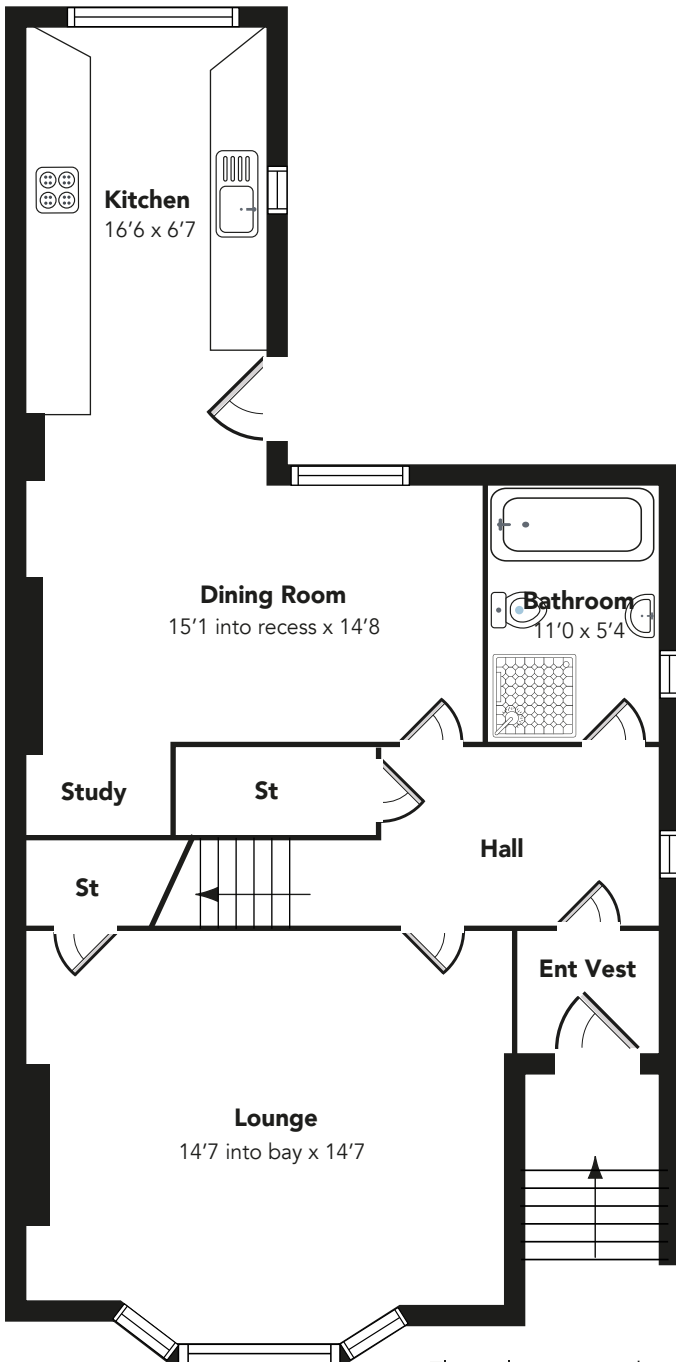 Kitchen
16'6 x 6'7
Dining Room
15'1 into recess x 14'8
Bathroom
11'0 x 5'4
Study
St
Hall
St
Ent Vest
Lounge
14'7 into bay x 14'7